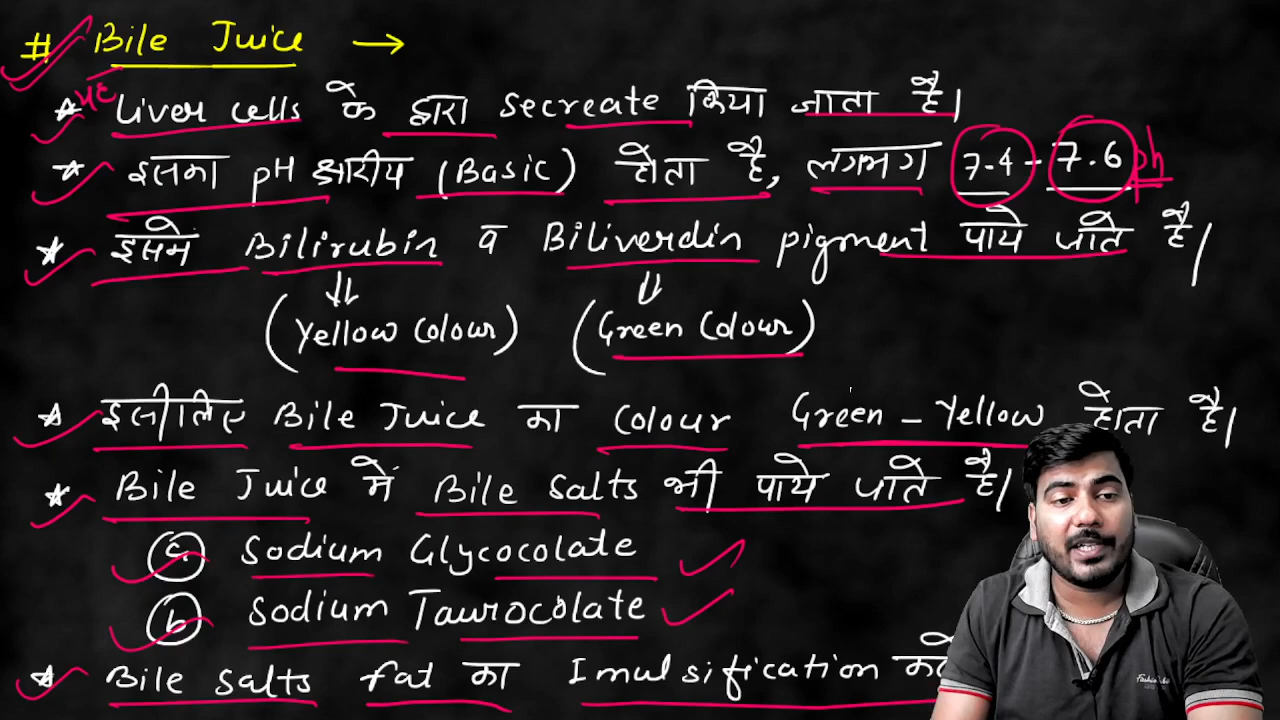 # Bile Juice →
★ यह Liver cells के द्वारा secreate किया जाता है।
★ इसका pH क्षारीय (Basic) होता है, लगभग 7.4 - 7.6 ph
★ इसमे Bilirubin व Biliverdin pigment पाये जाते है।
(Yellow Colour) (Green Colour)
★ इसीलिए Bile Juice का Colour Green - Yellow होता है।
★ Bile Juice में Bile Salts भी पाये जाते है।
(a) Sodium Glycocolate
(b) Sodium Taurocolate
★ Bile Salts fat का Imulsification